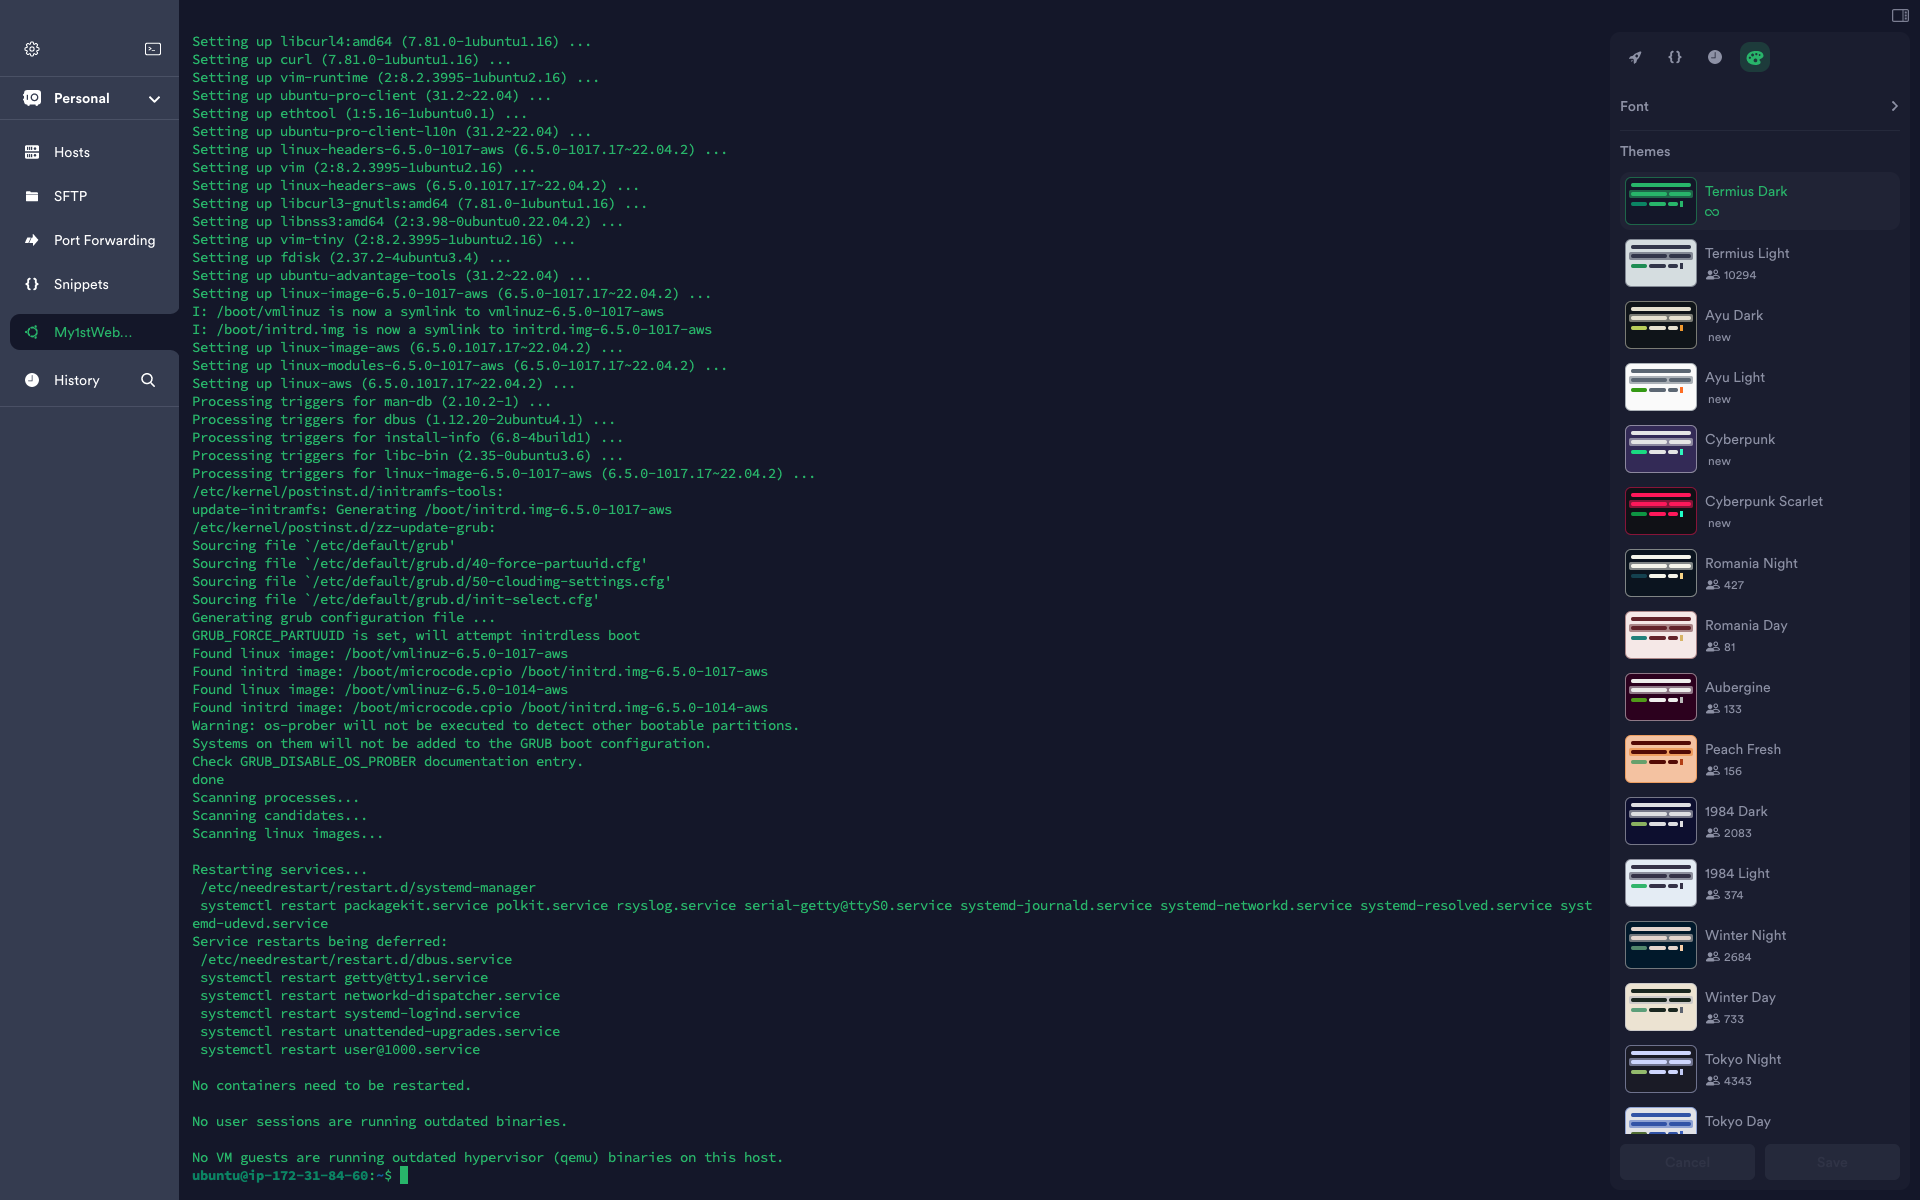 Personal
Hosts
SFTP
Port Forwarding
Snippets
My1stWeb...
History
Setting up libcurl4:amd64 (7.81.0-1ubuntu1.16) ...
Setting up curl (7.81.0-1ubuntu1.16) ...
Setting up vim-runtime (2:8.2.3995-1ubuntu2.16) ...
Setting up ubuntu-pro-client (31.2~22.04) ...
Setting up ethtool (1:5.16-1ubuntu0.1) ...
Setting up ubuntu-pro-client-l10n (31.2~22.04) ...
Setting up linux-headers-6.5.0-1017-aws (6.5.0-1017.17~22.04.2) ...
Setting up vim (2:8.2.3995-1ubuntu2.16) ...
Setting up linux-headers-aws (6.5.0.1017.17~22.04.2) ...
Setting up libcurl3-gnutls:amd64 (7.81.0-1ubuntu1.16) ...
Setting up libnss3:amd64 (2:3.98-0ubuntu0.22.04.2) ...
Setting up vim-tiny (2:8.2.3995-1ubuntu2.16) ...
Setting up fdisk (2.37.2-4ubuntu3.4) ...
Setting up ubuntu-advantage-tools (31.2~22.04) ...
Setting up linux-image-6.5.0-1017-aws (6.5.0-1017.17~22.04.2) ...
I: /boot/vmlinuz is now a symlink to vmlinuz-6.5.0-1017-aws
I: /boot/initrd.img is now a symlink to initrd.img-6.5.0-1017-aws
Setting up linux-image-aws (6.5.0.1017.17~22.04.2) ...
Setting up linux-modules-6.5.0-1017-aws (6.5.0-1017.17~22.04.2) ...
Setting up linux-aws (6.5.0.1017.17~22.04.2) ...
Processing triggers for man-db (2.10.2-1) ...
Processing triggers for dbus (1.12.20-2ubuntu4.1) ...
Processing triggers for install-info (6.8-4build1) ...
Processing triggers for libc-bin (2.35-0ubuntu3.6) ...
Processing triggers for linux-image-6.5.0-1017-aws (6.5.0-1017.17~22.04.2) ...
/etc/kernel/postinst.d/initramfs-tools:
update-initramfs: Generating /boot/initrd.img-6.5.0-1017-aws
/etc/kernel/postinst.d/zz-update-grub:
Sourcing file `/etc/default/grub'
Sourcing file `/etc/default/grub.d/40-force-partuuid.cfg'
Sourcing file `/etc/default/grub.d/50-cloudimg-settings.cfg'
Sourcing file `/etc/default/grub.d/init-select.cfg'
Generating grub configuration file ...
GRUB_FORCE_PARTUUID is set, will attempt initrdless boot
Found linux image: /boot/vmlinuz-6.5.0-1017-aws
Found initrd image: /boot/microcode.cpio /boot/initrd.img-6.5.0-1017-aws
Found linux image: /boot/vmlinuz-6.5.0-1014-aws
Found initrd image: /boot/microcode.cpio /boot/initrd.img-6.5.0-1014-aws
Warning: os-prober will not be executed to detect other bootable partitions.
Systems on them will not be added to the GRUB boot configuration.
Check GRUB_DISABLE_OS_PROBER documentation entry.
done
Scanning processes...
Scanning candidates...
Scanning linux images...
Restarting services...
/etc/needrestart/restart.d/systemd-manager
systemctl restart packagekit.service polkit.service rsyslog.service serial-getty@ttyS0.service systemd-journald.service systemd-networkd.service systemd-resolved.service syst
emd-udevd.service
Service restarts being deferred:
/etc/needrestart/restart.d/dbus.service
systemctl restart getty@tty1.service
systemctl restart networkd-dispatcher.service
systemctl restart systemd-logind.service
systemctl restart unattended-upgrades.service
systemctl restart user@1000.service
No containers need to be restarted.
No user sessions are running outdated binaries.
No VM guests are running outdated hypervisor (qemu) binaries on this host.
ubuntu@ip-172-31-84-60:~$
Font
Themes
Termius Dark
∞
Termius Light
10294
Ayu Dark
new
Ayu Light
new
Cyberpunk
new
Cyberpunk Scarlet
new
Romania Night
427
Romania Day
81
Aubergine
133
Peach Fresh
156
1984 Dark
2083
1984 Light
374
Winter Night
2684
Winter Day
733
Tokyo Night
4343
Tokyo Day
Cancel
Save